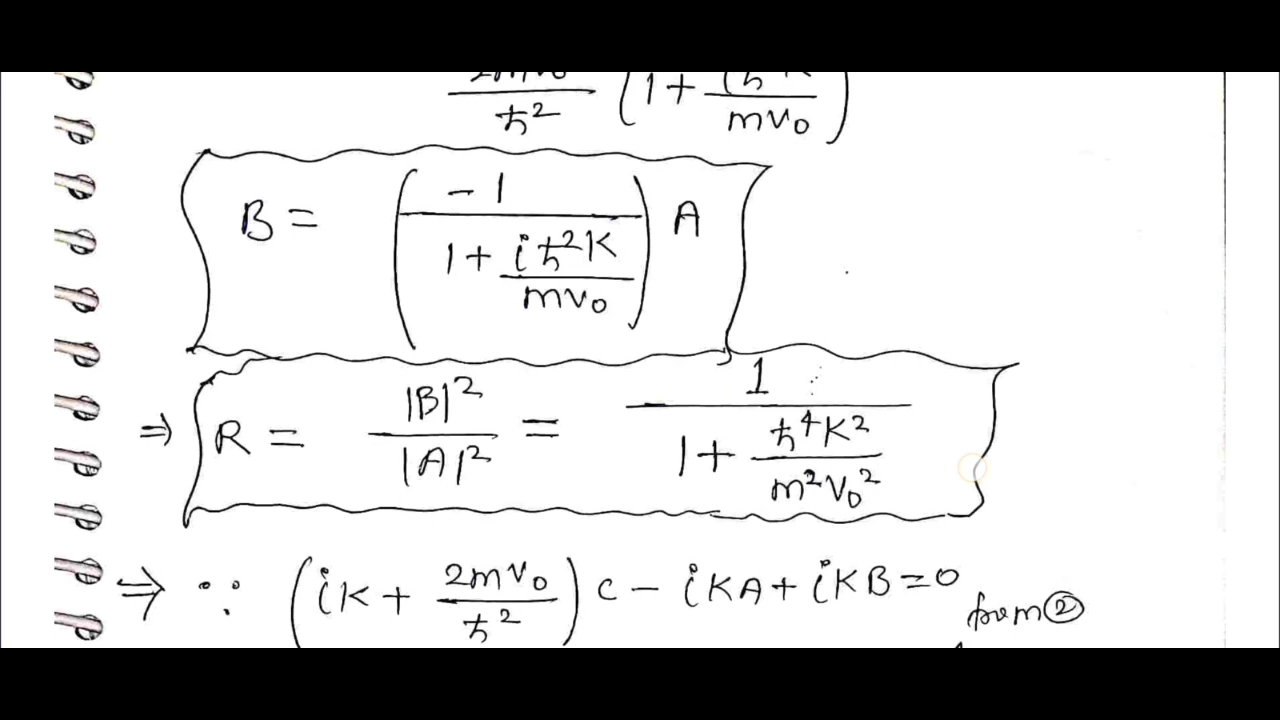 ħ² (1 + mv₀)
B = (-1 / (1 + iħ²K / mv₀)) A
⇒ R = |B|² / |A|² = 1 / (1 + ħ⁴K² / m²V₀²)
⇒ ∵ (iK + 2mv₀ / ħ²) C - iKA + iKB = 0 from ②